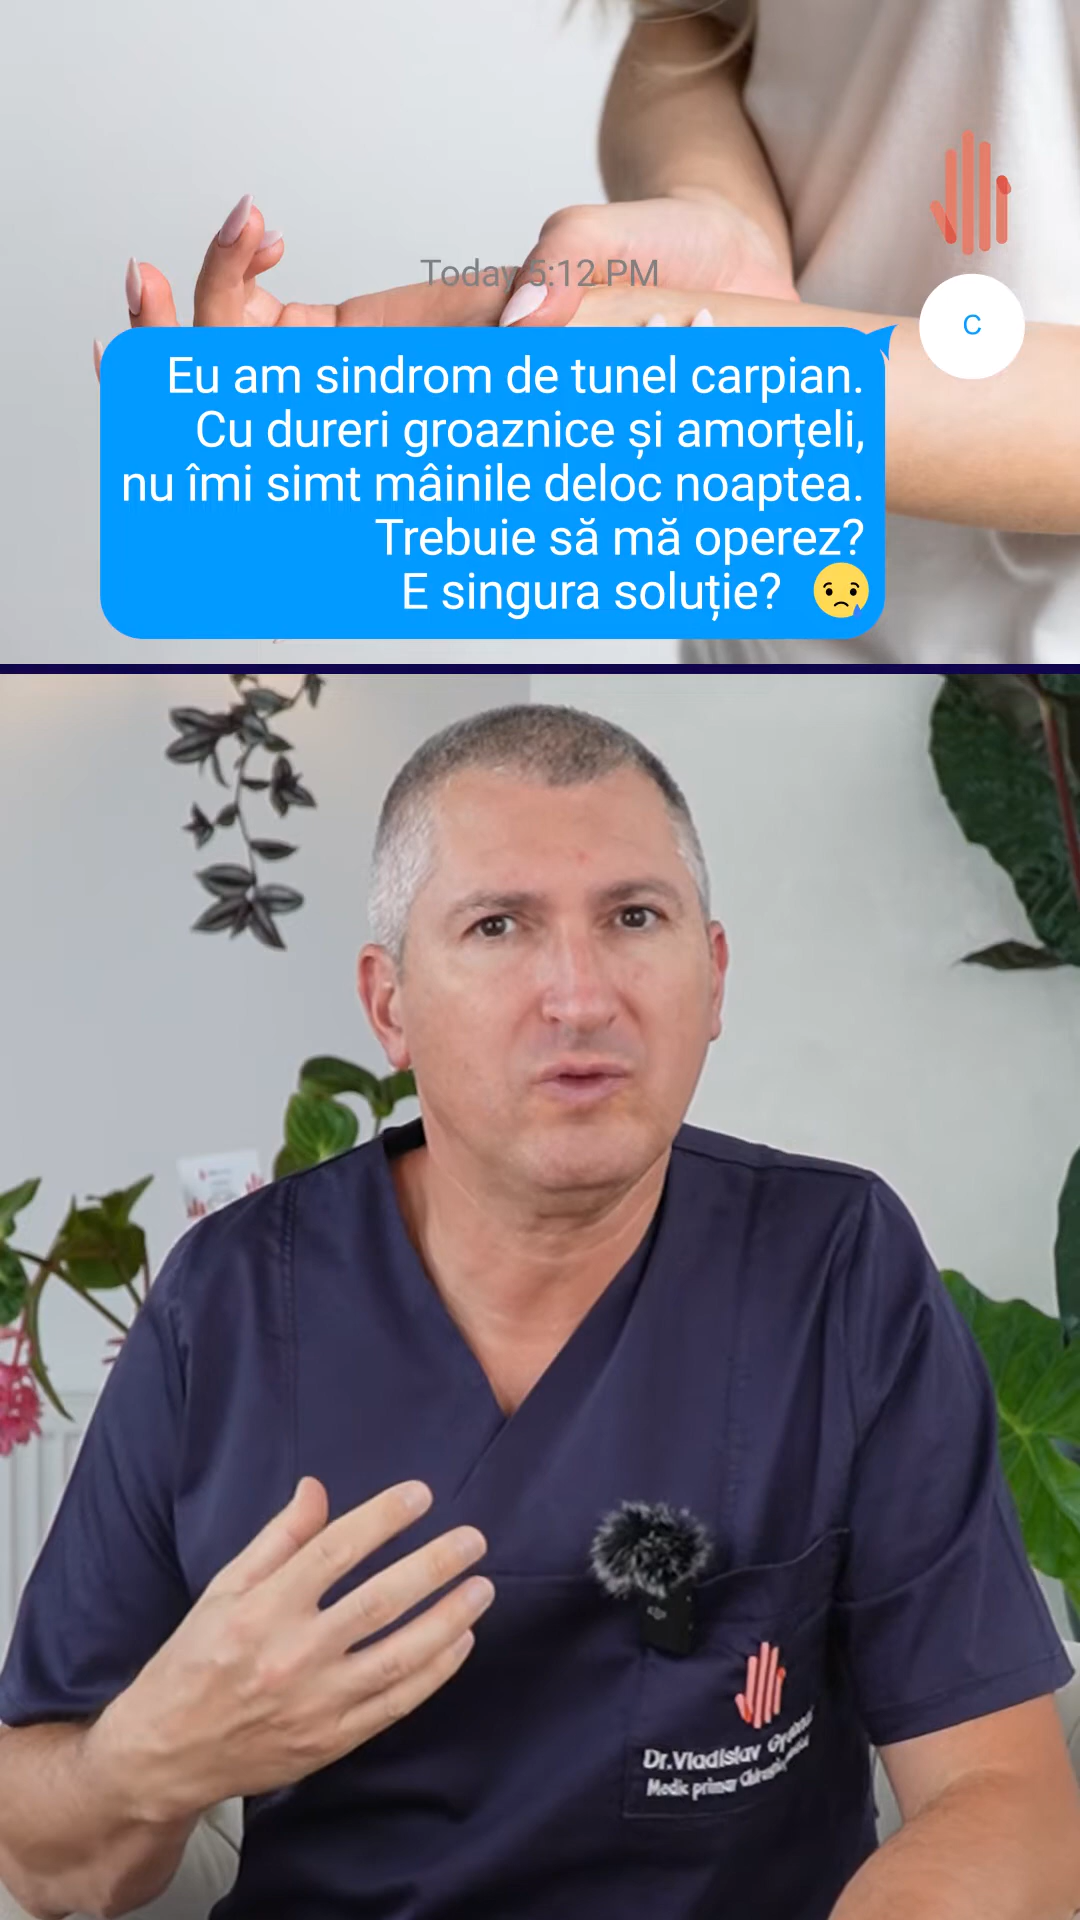 Today 5:12 PM
C
Eu am sindrom de tunel carpian.
Cu dureri groaznice și amorțeli,
nu îmi simt mâinile deloc noaptea.
Trebuie să mă operez?
E singura soluție?
Dr.Vladislav
Medic primar